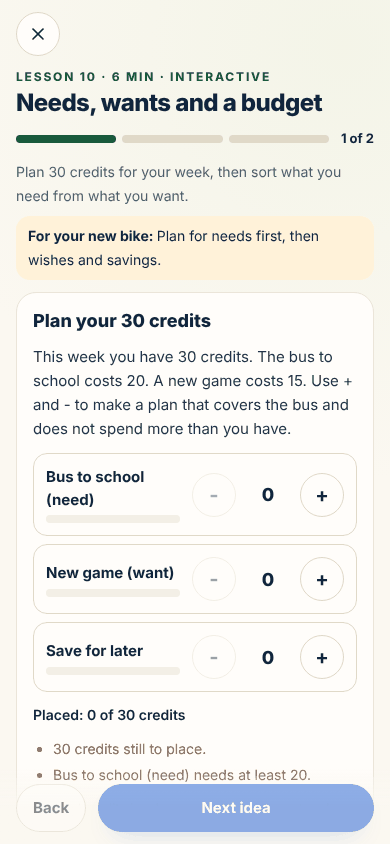 LESSON 10 · 6 MIN · INTERACTIVE
Needs, wants and a budget
1 of 2
Plan 30 credits for your week, then sort what you
need from what you want.
For your new bike: Plan for needs first, then
wishes and savings.
Plan your 30 credits
This week you have 30 credits. The bus to
school costs 20. A new game costs 15. Use +
and - to make a plan that covers the bus and
does not spend more than you have.
Bus to school
(need)
- 0 +
New game (want)
- 0 +
Save for later
- 0 +
Placed: 0 of 30 credits
• 30 credits still to place.
• Bus to school (need) needs at least 20.
Back
Next idea